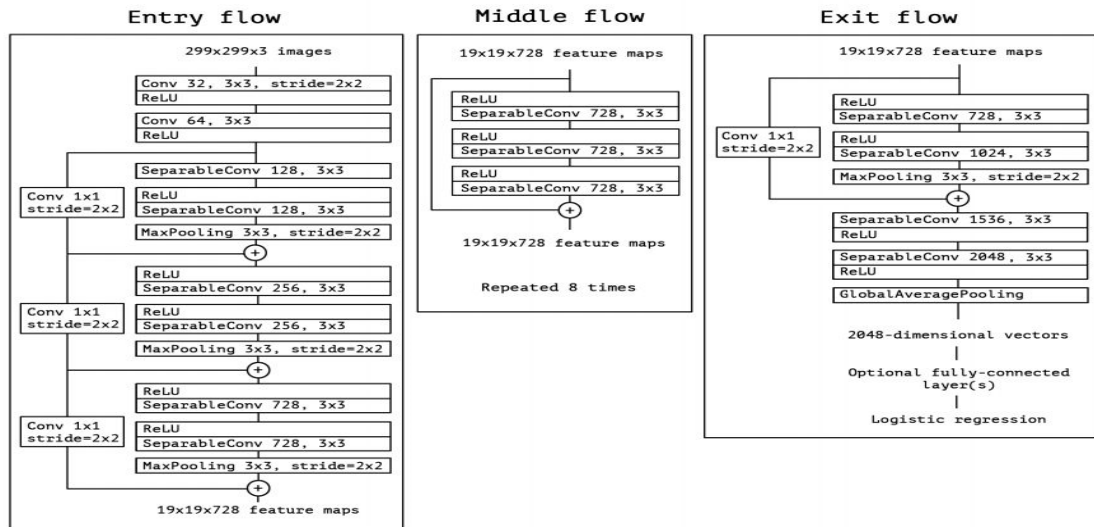 Entry flow
299x299x3 images
Conv 32, 3x3, stride=2x2
ReLU
Conv 64, 3x3
ReLU
SeparableConv 128, 3x3
Conv 1x1
stride=2x2
ReLU
SeparableConv 128, 3x3
MaxPooling 3x3, stride=2x2
+
ReLU
SeparableConv 256, 3x3
Conv 1x1
stride=2x2
ReLU
SeparableConv 256, 3x3
MaxPooling 3x3, stride=2x2
+
ReLU
SeparableConv 728, 3x3
Conv 1x1
stride=2x2
ReLU
SeparableConv 728, 3x3
MaxPooling 3x3, stride=2x2
+
19x19x728 feature maps
Middle flow
19x19x728 feature maps
ReLU
SeparableConv 728, 3x3
ReLU
SeparableConv 728, 3x3
ReLU
SeparableConv 728, 3x3
+
19x19x728 feature maps
Repeated 8 times
Exit flow
19x19x728 feature maps
ReLU
SeparableConv 728, 3x3
Conv 1x1
stride=2x2
ReLU
SeparableConv 1024, 3x3
MaxPooling 3x3, stride=2x2
+
SeparableConv 1536, 3x3
ReLU
SeparableConv 2048, 3x3
ReLU
GlobalAveragePooling
2048-dimensional vectors
Optional fully-connected
layer(s)
Logistic regression